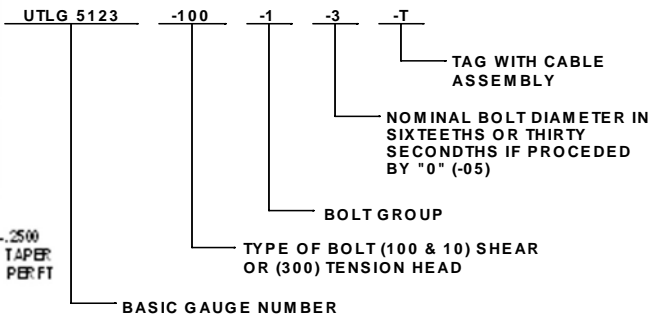 UTLG 5123 -100 -1 -3 -T
TAG WITH CABLE
ASSEMBLY
NOMINAL BOLT DIAMETER IN
SIXTEETHS OR THIRTY
SECONDTHS IF PROCEDED
BY "0" (-05)
BOLT GROUP
-.2500
TAPER
PER FT
TYPE OF BOLT (100 & 10) SHEAR
OR (300) TENSION HEAD
BASIC GAUGE NUMBER